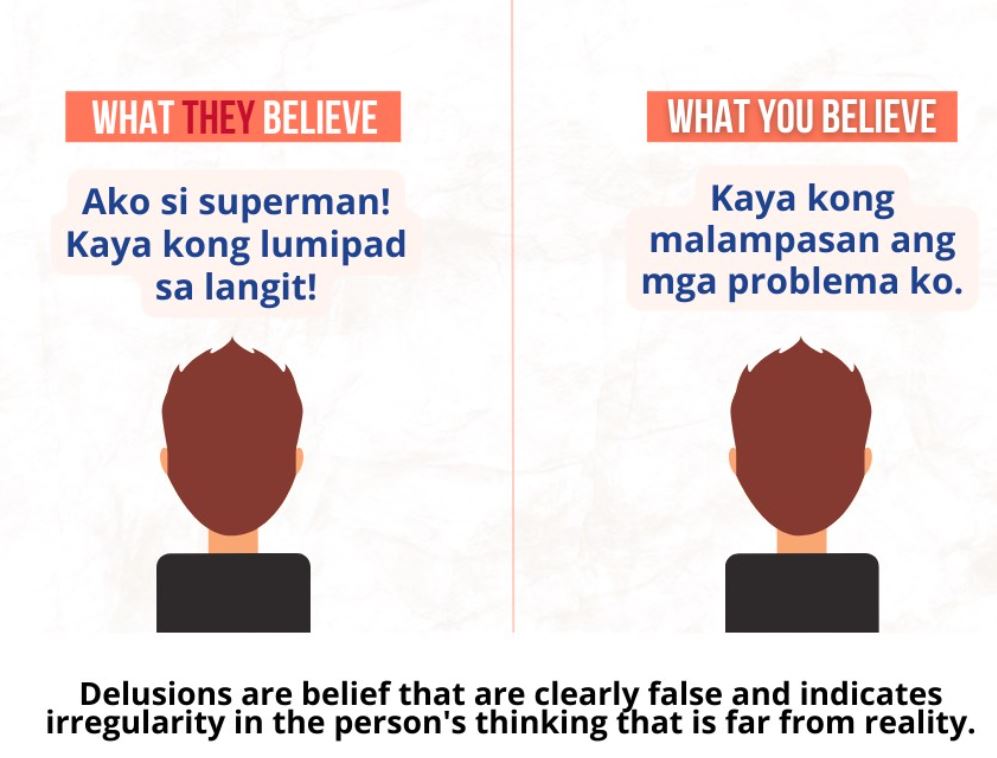 WHAT THEY BELIEVE
Ako si superman!
Kaya kong lumipad
sa langit!
WHAT YOU BELIEVE
Kaya kong
malampasan ang
mga problema ko.
Delusions are belief that are clearly false and indicates
irregularity in the person's thinking that is far from reality.